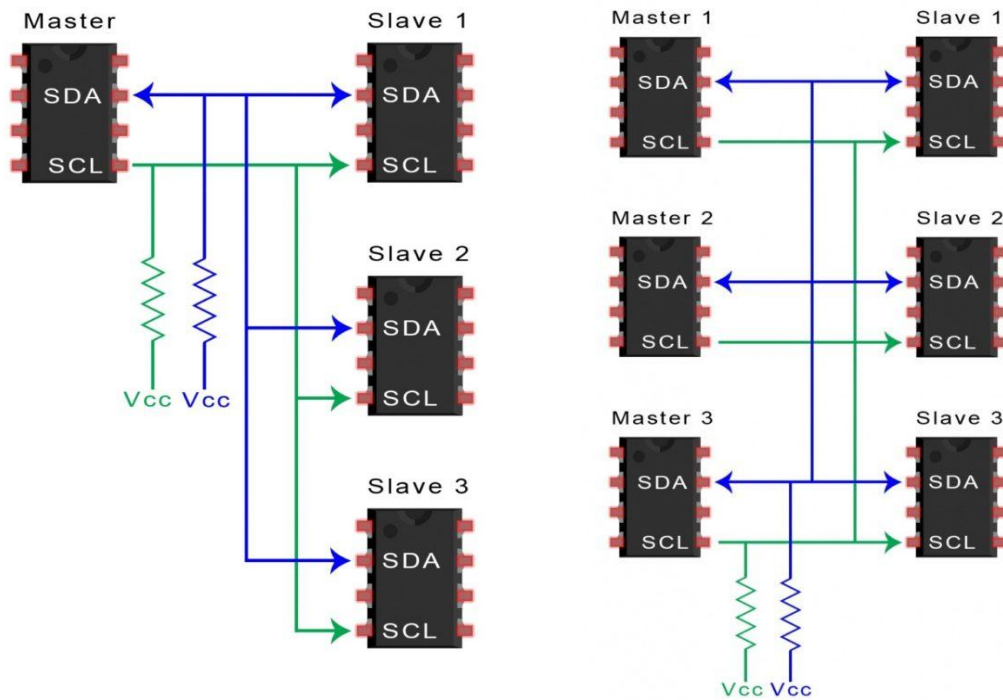 Master
SDA
SCL
Slave 1
SDA
SCL
Slave 2
SDA
SCL
Slave 3
SDA
SCL
Vcc
Vcc
Master 1
SDA
SCL
Slave 1
SDA
SCL
Master 2
SDA
SCL
Slave 2
SDA
SCL
Master 3
SDA
SCL
Slave 3
SDA
SCL
Vcc
Vcc